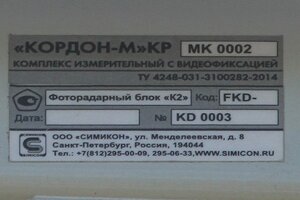 «КОРДОН-М»КР МК 0002
КОМПЛЕКС ИЗМЕРИТЕЛЬНЫЙ С ВИДЕОФИКСАЦИЕЙ
ТУ 4248-031-3100282-2014
Фоторадарный блок «К2» Код: FKD-
Дата: № KD 0003
ООО «СИМИКОН», ул. Менделеевская, д. 8
Санкт-Петербург, Россия, 194044
Тел.:+7(812)295-00-09, 295-06-33,WWW.SIMICON.RU
SIMICON